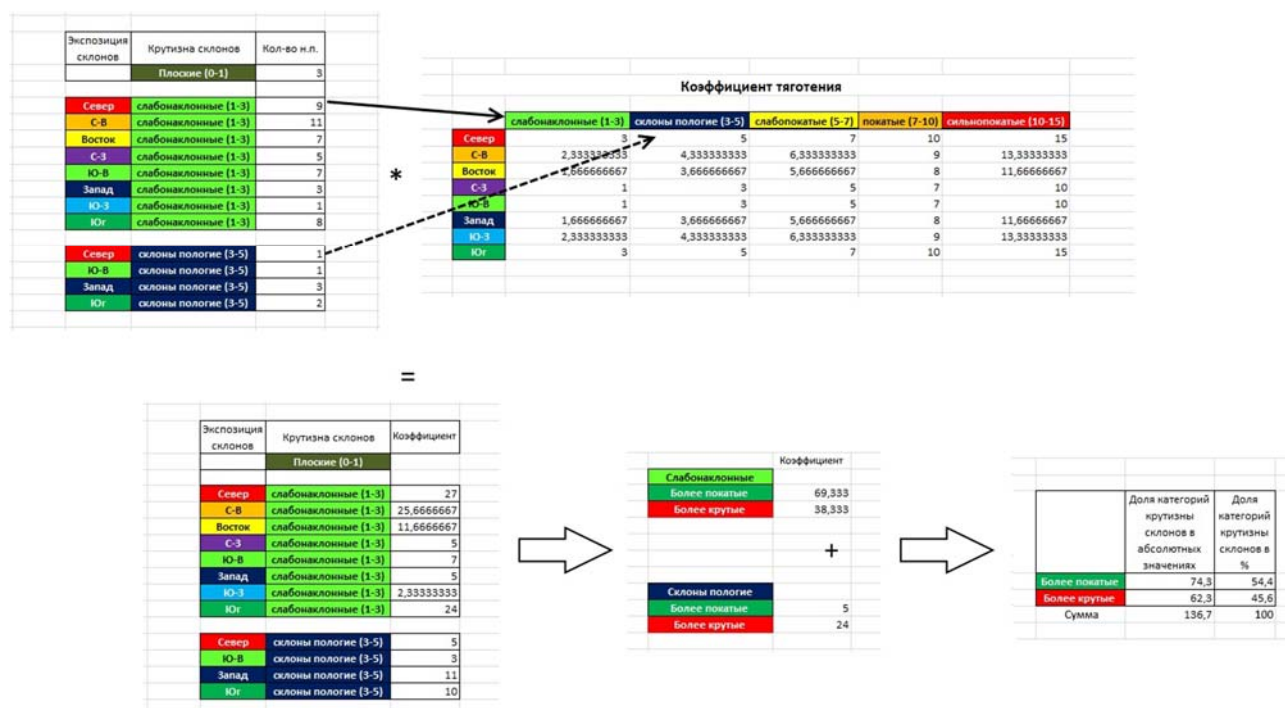 Экспозиция склонов Крутизна склонов Кол-во н.п.
Плоские (0-1) 3
Север слабонаклонные (1-3) 9
С-В слабонаклонные (1-3) 11
Восток слабонаклонные (1-3) 7
С-З слабонаклонные (1-3) 5
Ю-В слабонаклонные (1-3) 7
Запад слабонаклонные (1-3) 3
Ю-З слабонаклонные (1-3) 1
Юг слабонаклонные (1-3) 8
Север склоны пологие (3-5) 1
Ю-В склоны пологие (3-5) 1
Запад склоны пологие (3-5) 3
Юг склоны пологие (3-5) 2
*
Коэффициент тяготения
слабонаклонные (1-3) склоны пологие (3-5) слабопокатые (5-7) покатые (7-10) сильнопокатые (10-15)
Север 3 5 7 10 15
С-В 2,333333333 4,333333333 6,333333333 9 13,33333333
Восток 1,666666667 3,666666667 5,666666667 8 11,66666667
С-З 1 3 5 7 10
Ю-В 1 3 5 7 10
Запад 1,666666667 3,666666667 5,666666667 8 11,66666667
Ю-З 2,333333333 4,333333333 6,333333333 9 13,33333333
Юг 3 5 7 10 15
=
Экспозиция склонов Крутизна склонов Коэффициент
Плоские (0-1)
Север слабонаклонные (1-3) 27
С-В слабонаклонные (1-3) 25,6666667
Восток слабонаклонные (1-3) 11,6666667
С-З слабонаклонные (1-3) 5
Ю-В слабонаклонные (1-3) 7
Запад слабонаклонные (1-3) 5
Ю-З слабонаклонные (1-3) 2,33333333
Юг слабонаклонные (1-3) 24
Север склоны пологие (3-5) 5
Ю-В склоны пологие (3-5) 3
Запад склоны пологие (3-5) 11
Юг склоны пологие (3-5) 10
Коэффициент
Слабонаклонные
Более покатые 69,333
Более крутые 38,333
+
Склоны пологие
Более покатые 5
Более крутые 24
Доля категорий крутизны склонов в абсолютных значениях Доля категорий крутизны склонов в %
Более покатые 74,3 54,4
Более крутые 62,3 45,6
Сумма 136,7 100